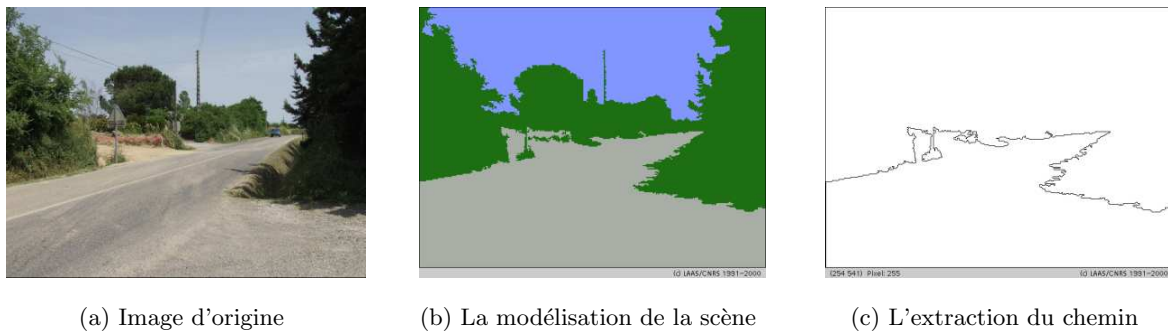 (c) LAAS/CNRS 1991-2000
(254 541) Pixel: 255 (c) LAAS/CNRS 1991-2000
(a) Image d'origine
(b) La modélisation de la scène
(c) L'extraction du chemin